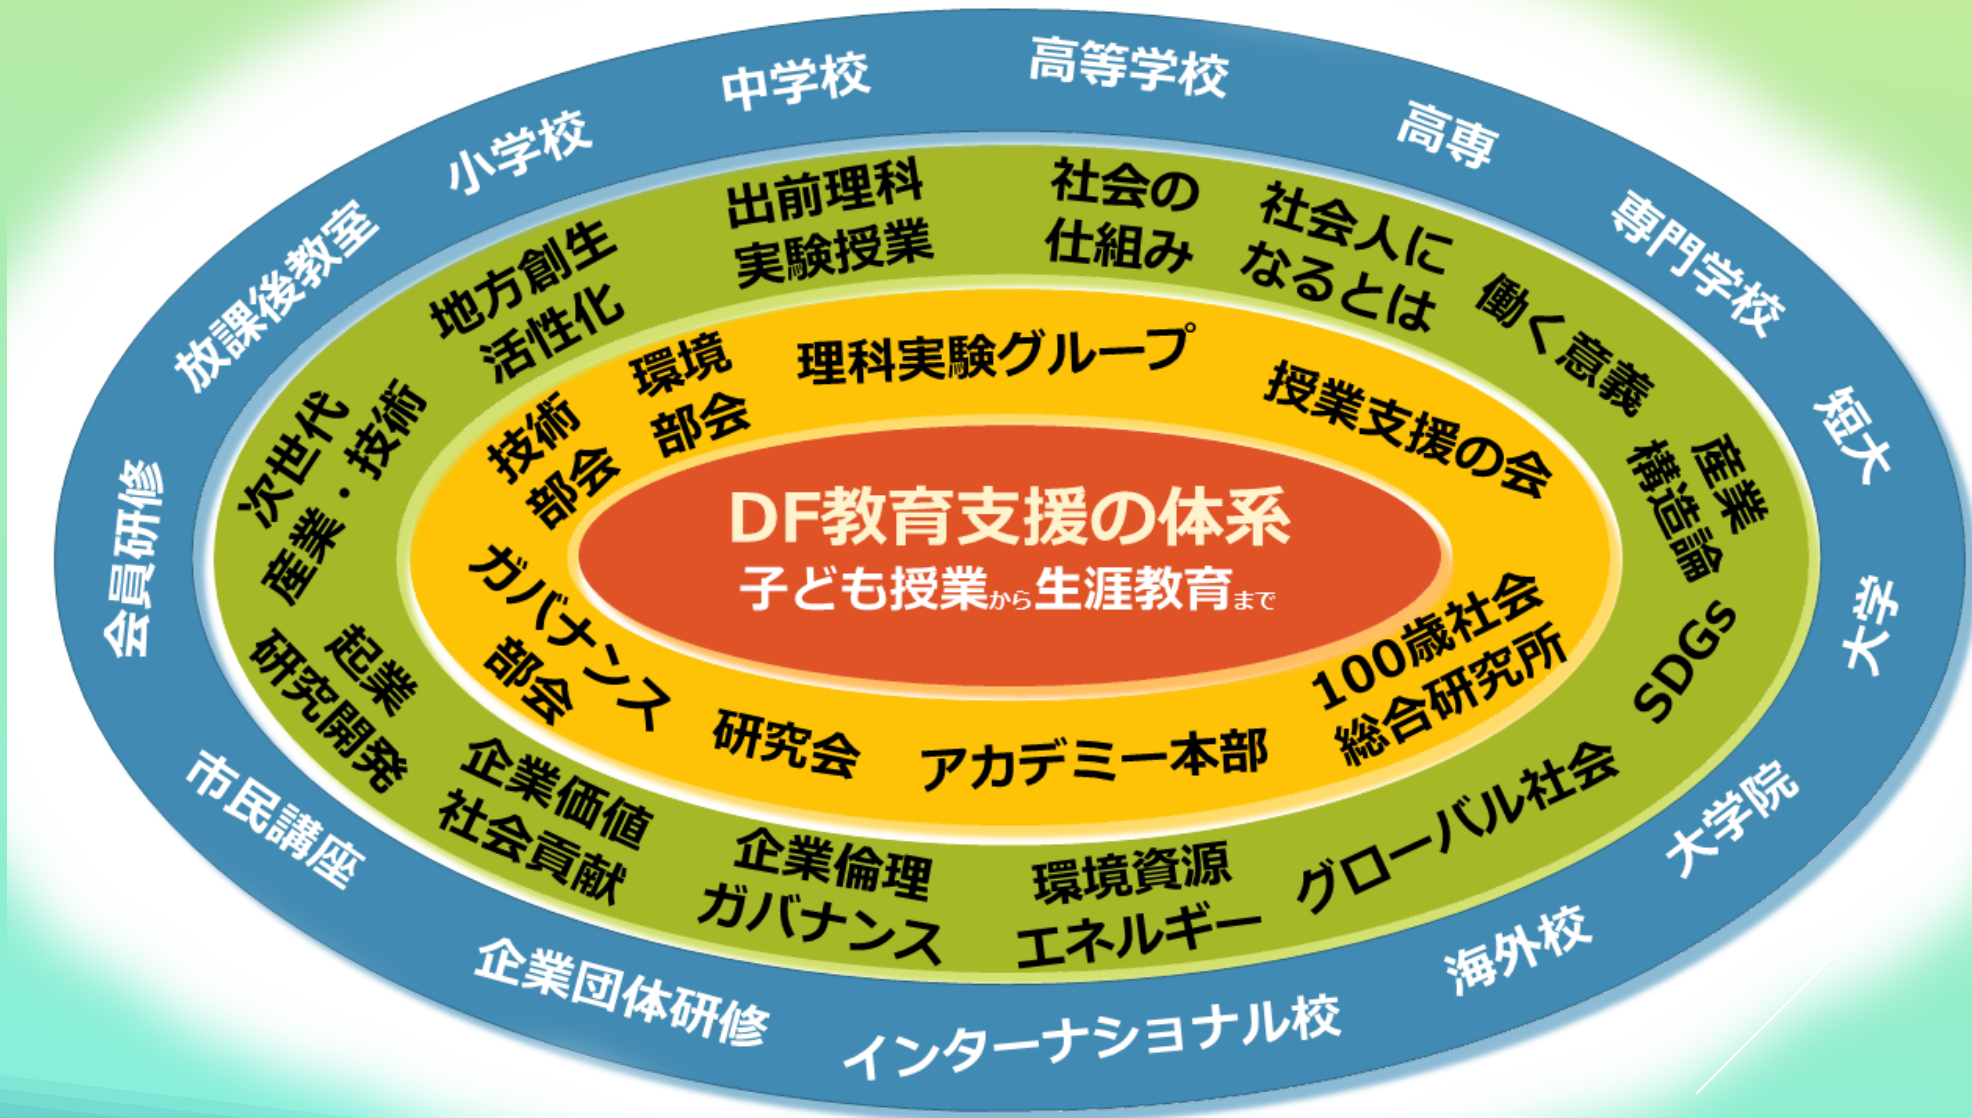 DF教育支援の体系
子ども授業から生涯教育まで
理科実験グループ
授業支援の会
100歳社会
総合研究所
アカデミー本部
研究会
ガバナンス
部会
技術
部会
環境
部会
出前理科
実験授業
社会の
仕組み
社会人に
なるとは
働く意義
産業
構造論
SDGs
グローバル社会
環境資源
エネルギー
企業倫理
ガバナンス
企業価値
社会貢献
起業
研究開発
次世代
産業・技術
地方創生
活性化
中学校
高等学校
高専
専門学校
短大
大学
大学院
海外校
インターナショナル校
企業団体研修
市民講座
会員研修
放課後教室
小学校